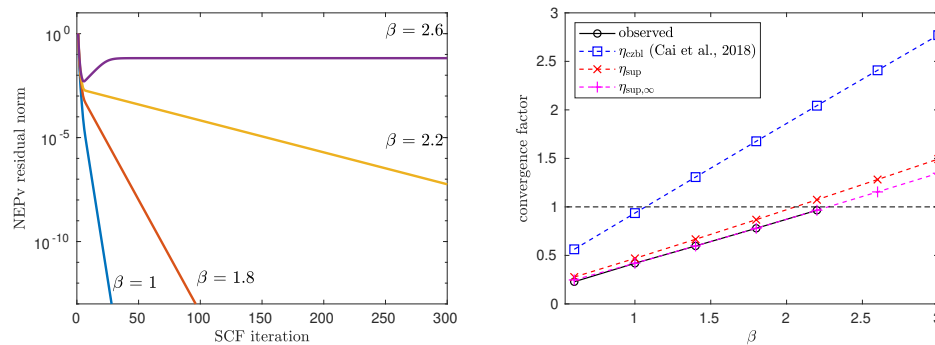 10^0
10^-5
10^-10
NEPv residual norm
β = 2.6
β = 2.2
β = 1.8
β = 1
0 50 100 150 200 250 300
SCF iteration
3
2.5
2
1.5
1
0.5
0
convergence factor
observed
η_czbl (Cai et al., 2018)
η_sup
η_sup,∞
1 1.5 2 2.5 3
β